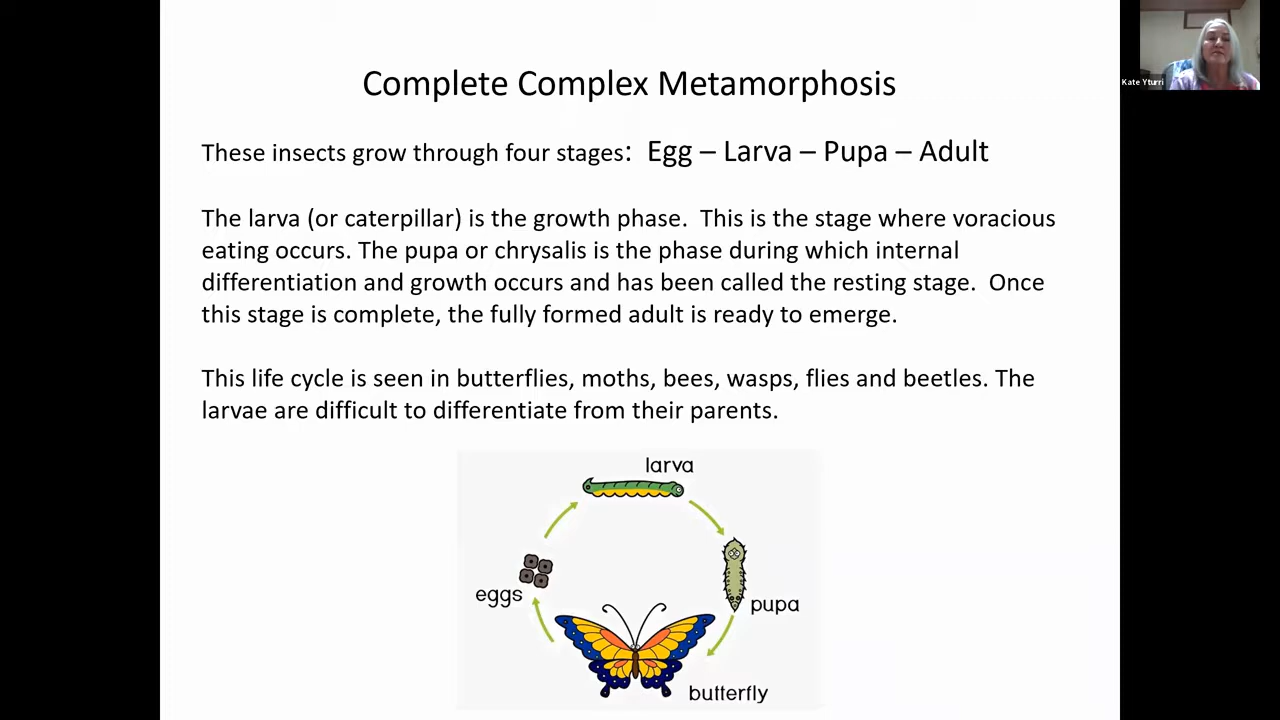 Complete Complex Metamorphosis
Kate Yturri
These insects grow through four stages: Egg – Larva – Pupa – Adult
The larva (or caterpillar) is the growth phase. This is the stage where voracious
eating occurs. The pupa or chrysalis is the phase during which internal
differentiation and growth occurs and has been called the resting stage. Once
this stage is complete, the fully formed adult is ready to emerge.
This life cycle is seen in butterflies, moths, bees, wasps, flies and beetles. The
larvae are difficult to differentiate from their parents.
larva
eggs
pupa
butterfly